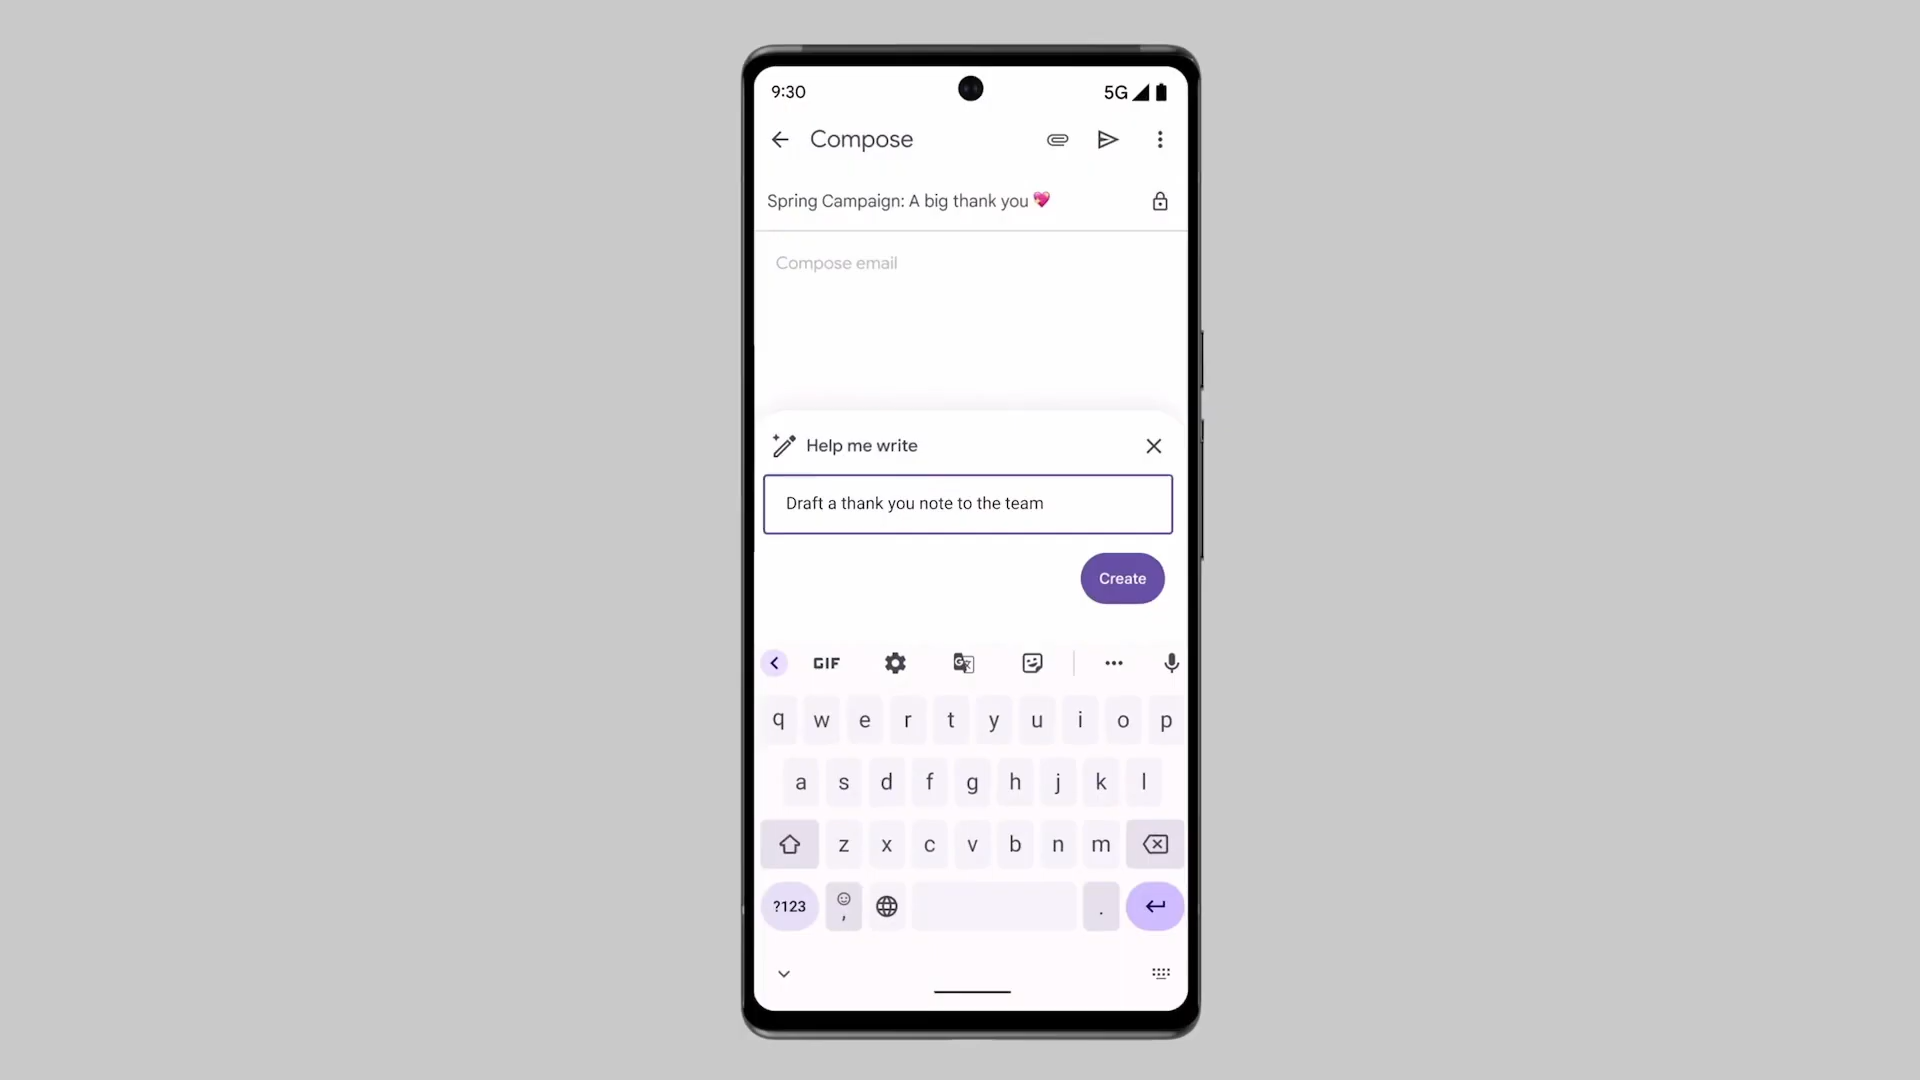 9:30 5G
Compose
Spring Campaign: A big thank you 💖
Compose email
Help me write
Draft a thank you note to the team
Create
GIF G
q w e r t y u i o p
a s d f g h j k l
z x c v b n m
?123 , .